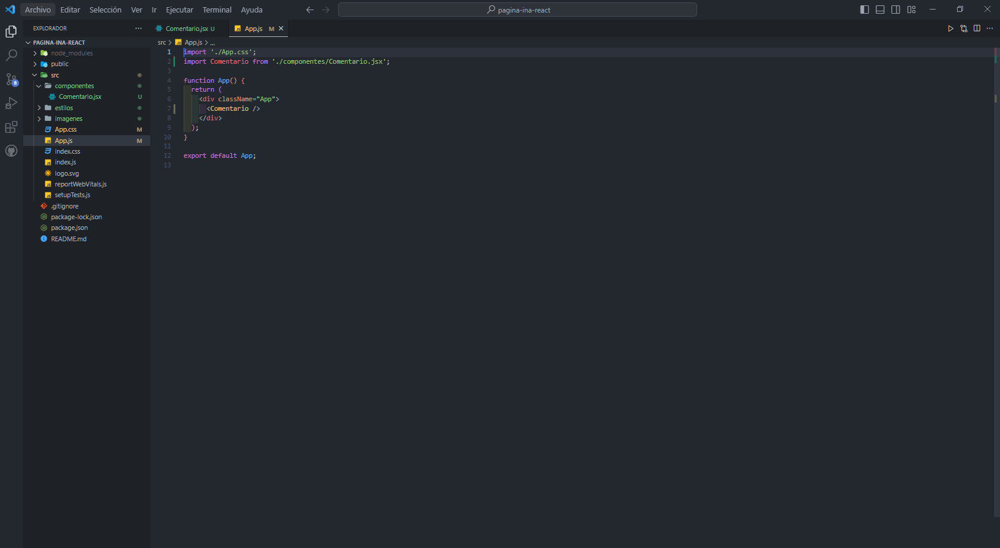 Archivo Editar Selección Ver Ir Ejecutar Terminal Ayuda
pagina-ina-react
EXPLORADOR
PAGINA-INA-REACT
node_modules
public
src
componentes
Comentario.jsx U
estilos
imagenes
App.css M
App.js M
index.css
index.js
logo.svg
reportWebVitals.js
setupTests.js
.gitignore
package-lock.json
package.json
README.md
8
Comentario.jsx U
App.js M
src > App.js > ...
1 import './App.css';
2 import Comentario from './componentes/Comentario.jsx';
3
4 function App() {
5 return (
6 <div className="App">
7 <Comentario />
8 </div>
9 );
10 }
11
12 export default App;
13